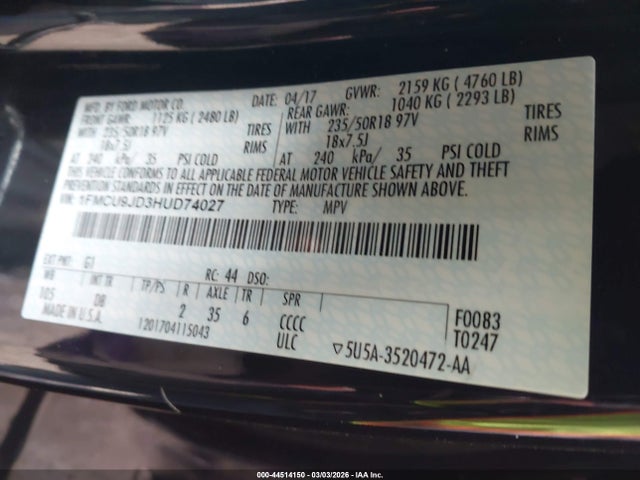 MFD. BY FORD MOTOR CO. DATE: 04/17 GVWR: 2159 KG ( 4760 LB)
FRONT GAWR: 1125 KG ( 2480 LB) REAR GAWR: 1040 KG ( 2293 LB)
WITH 235/50R18 97V TIRES WITH 235/50R18 97V TIRES
18x7.5J RIMS 18x7.5J RIMS
AT 240 kPa/ 35 PSI COLD AT 240 kPa/ 35 PSI COLD
THIS VEHICLE CONFORMS TO ALL APPLICABLE FEDERAL MOTOR VEHICLE SAFETY AND THEFT
PREVENTION STANDARDS IN EFFECT ON THE DATE OF MANUFACTURE SHOWN ABOVE.
VIN: 1FMCU9JD3HUD74027 TYPE: MPV
EXT PNT: G1 RC: 44 DSO:
WB INT TR TP/PS R AXLE TR SPR
105 DB 2 35 6 CCCC F0083
MADE IN U.S.A. 1201704115043 ULC T0247
▽5U5A-3520472-AA
000-44514150 - 03/03/2026 - IAA Inc.